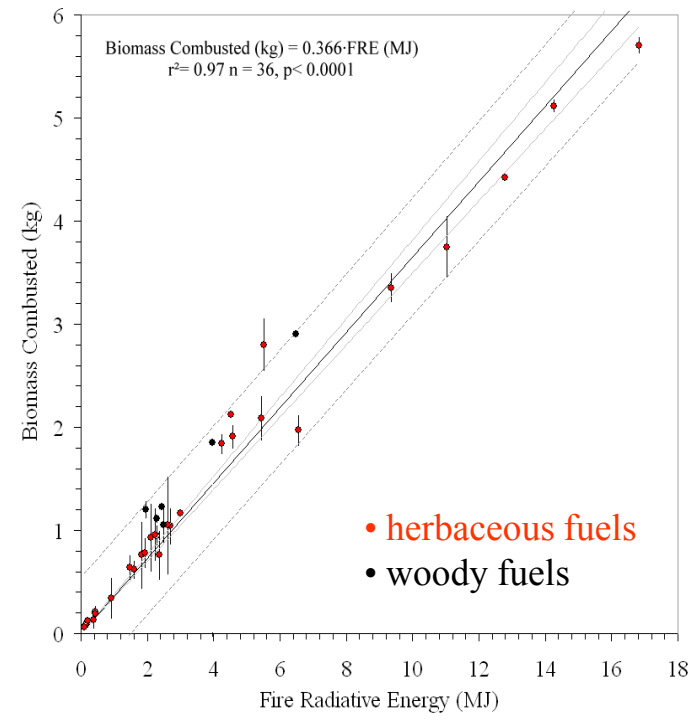 Biomass Combusted (kg) = 0.366·FRE (MJ)
r²= 0.97 n = 36, p< 0.0001
6
5
4
3
2
1
0
Biomass Combusted (kg)
• herbaceous fuels
• woody fuels
0 2 4 6 8 10 12 14 16 18
Fire Radiative Energy (MJ)